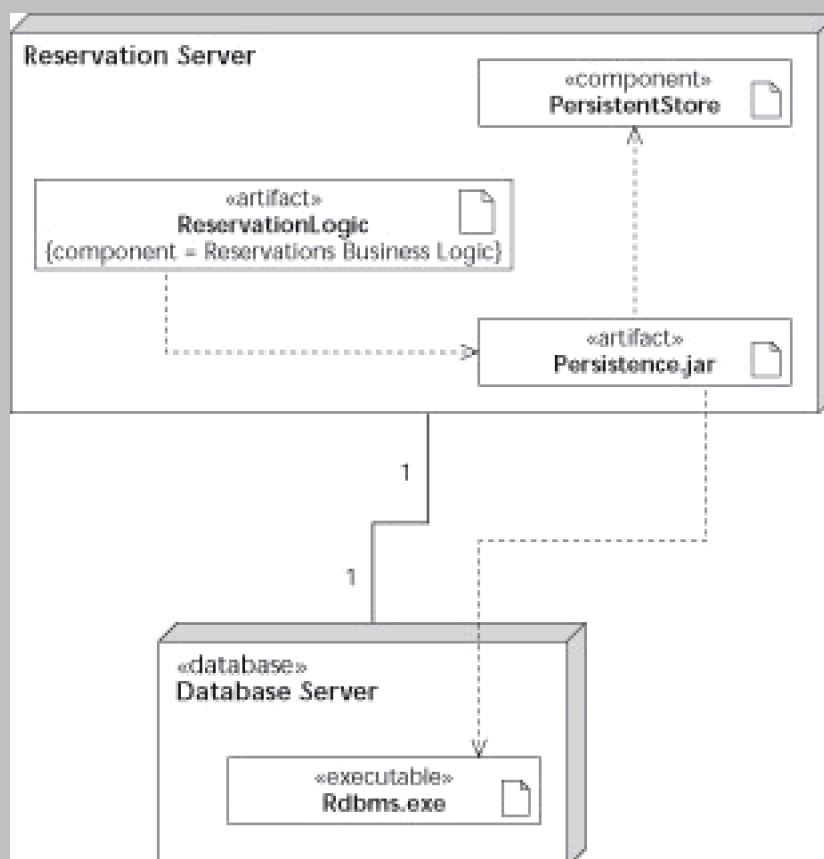 Reservation Server
«component»
PersistentStore
«artifact»
ReservationLogic
{component = Reservations Business Logic}
«artifact»
Persistence.jar
1
1
«database»
Database Server
«executable»
Rdbms.exe